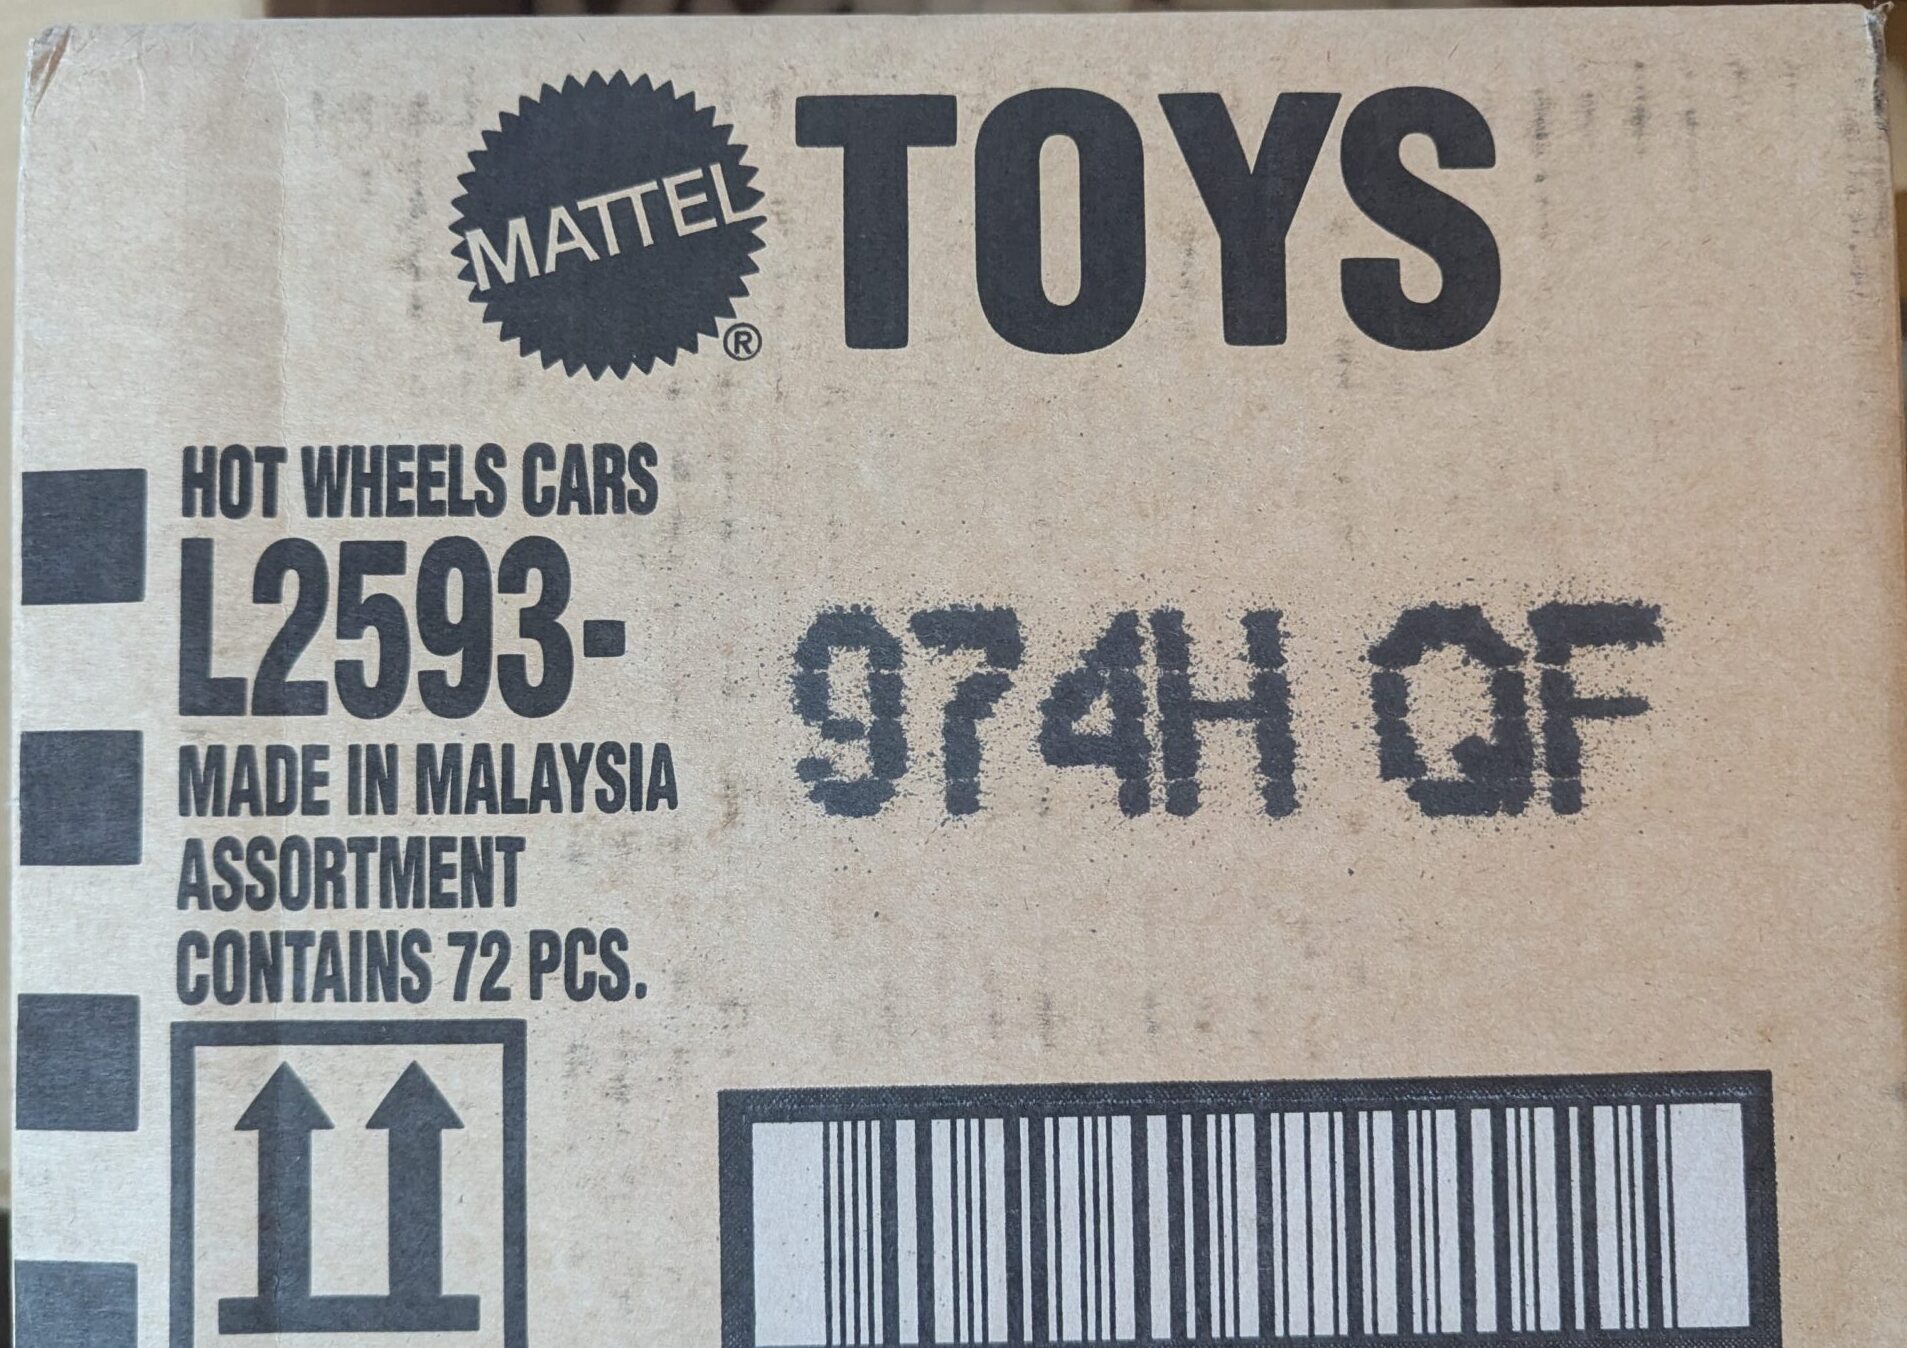 MATTEL® TOYS
HOT WHEELS CARS
L2593-
974H QF
MADE IN MALAYSIA
ASSORTMENT
CONTAINS 72 PCS.